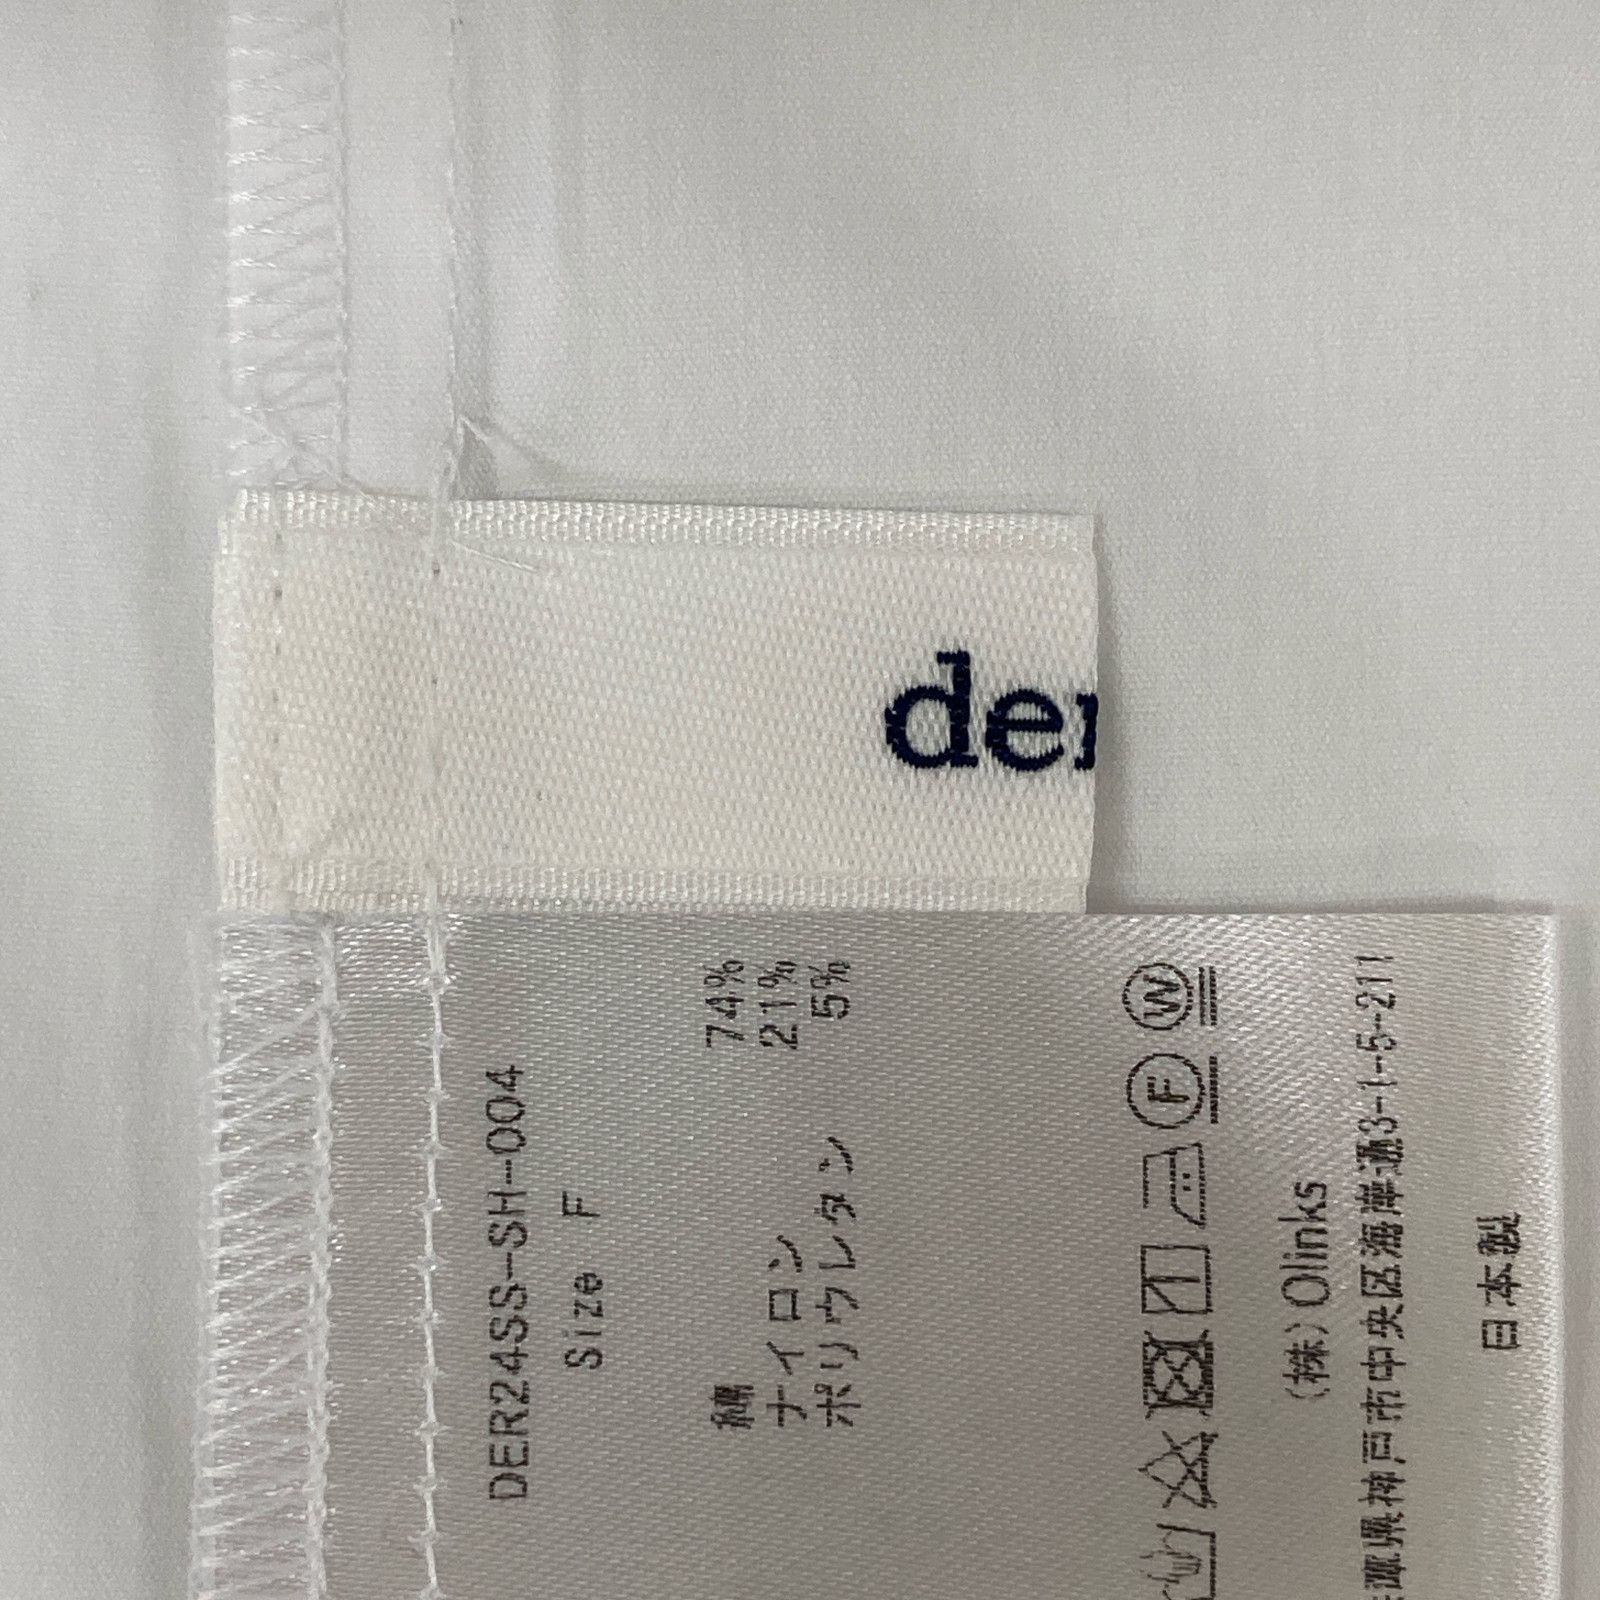 der
DER24SS-SH-004
Size F
綿 74%
ナイロン 21%
ポリウレタン 5%
F W
(株)Olinks
県神戸市中央区海岸通3-1-5-211
日本製